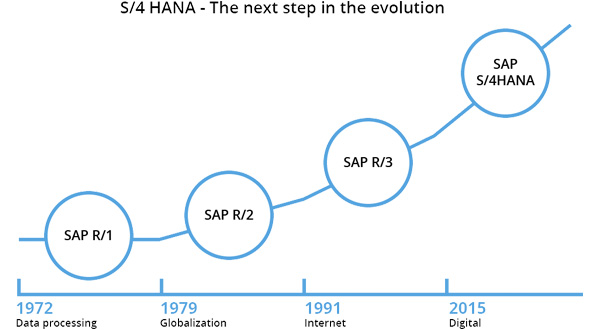 S/4 HANA - The next step in the evolution
SAP
S/4HANA
SAP R/3
SAP R/2
SAP R/1
1972
1979
1991
2015
Data processing
Globalization
Internet
Digital